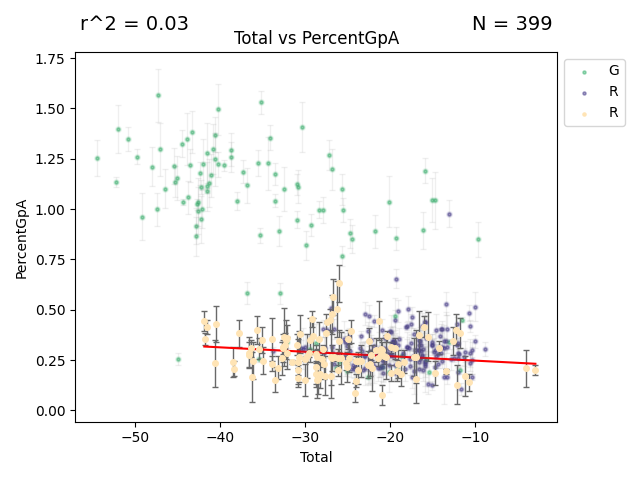 r^2 = 0.03
N = 399
Total vs PercentGpA
1.75
1.50
1.25
1.00
0.75
0.50
0.25
0.00
PercentGpA
−50
−40
−30
−20
−10
Total
G
R
R